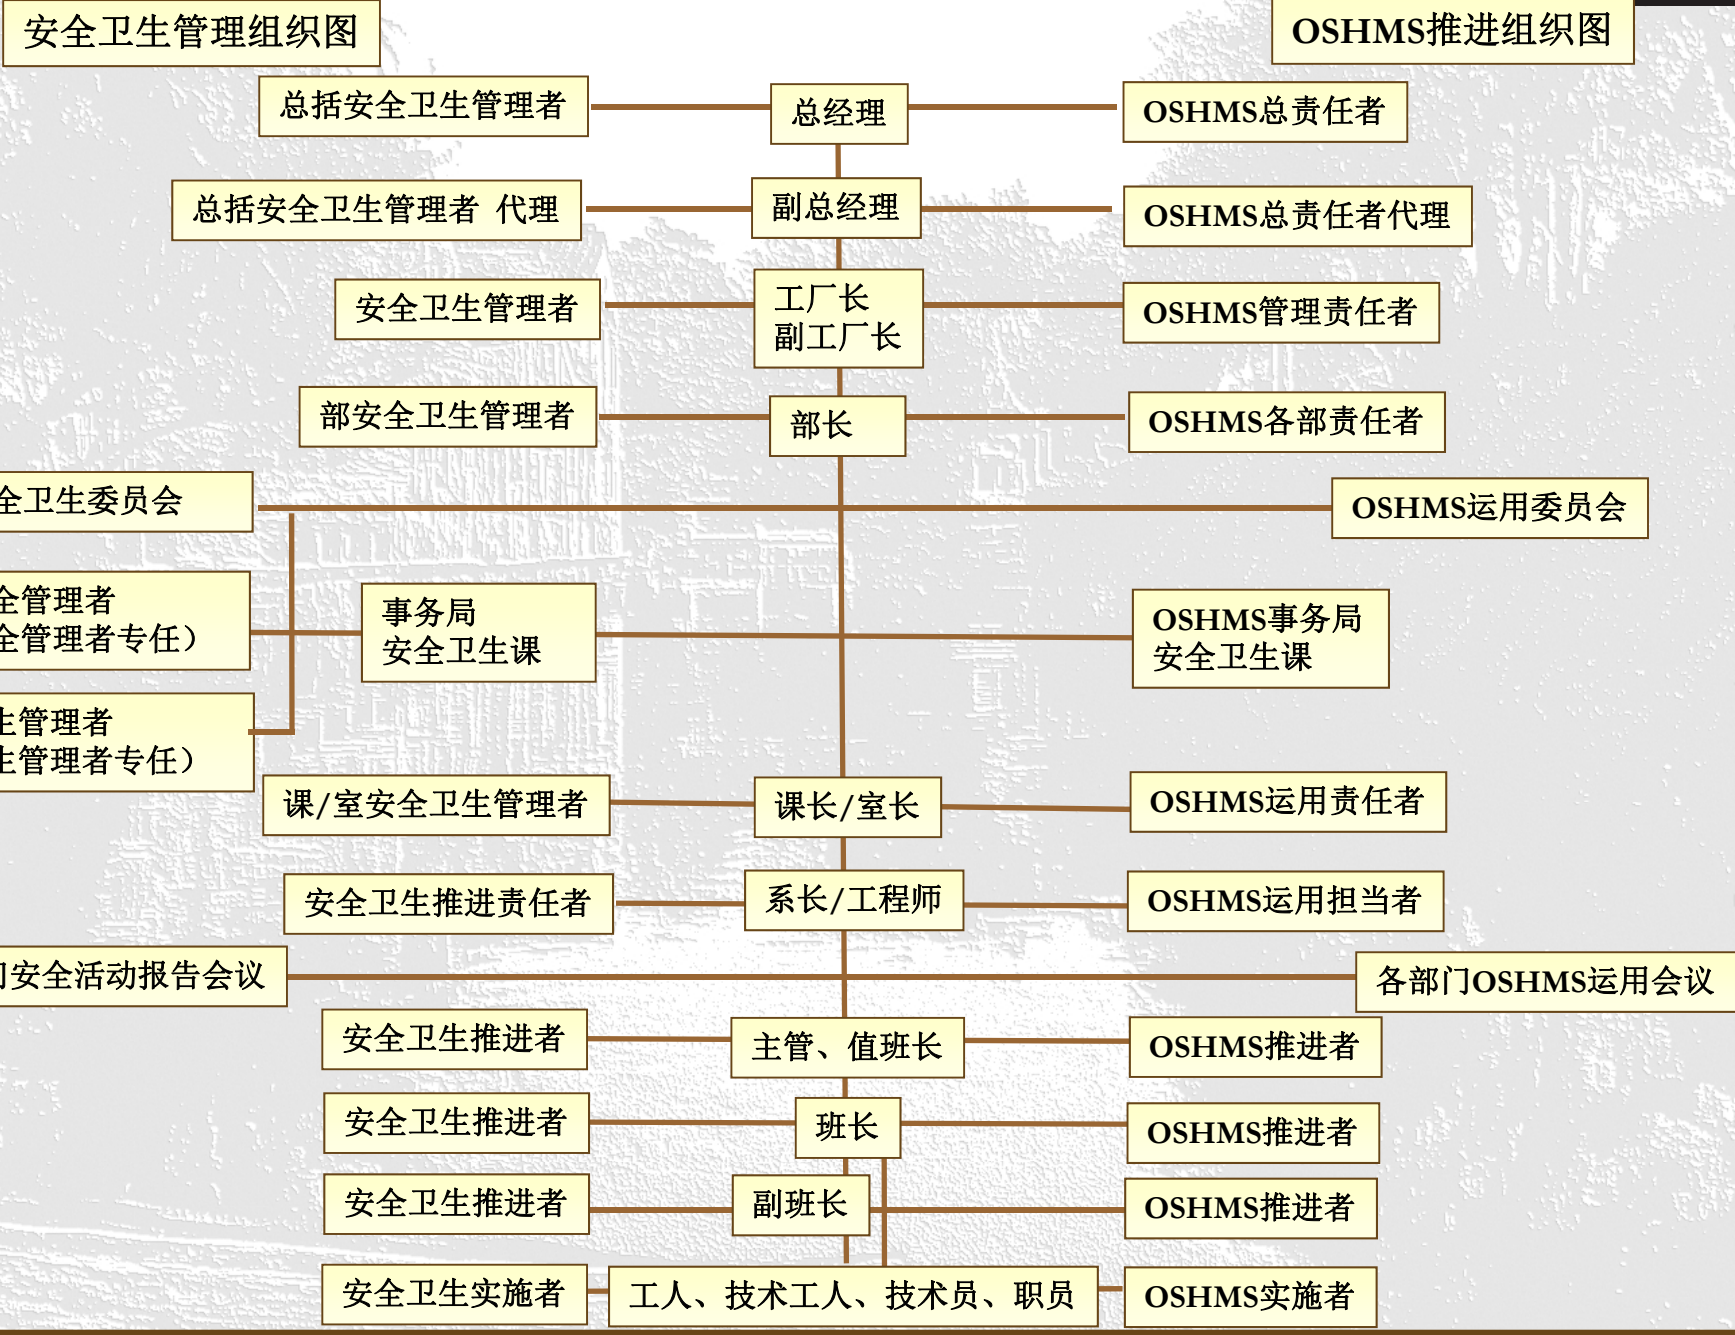 安全卫生管理组织图
OSHMS推进组织图
总括安全卫生管理者
总经理
OSHMS总责任者
总括安全卫生管理者 代理
副总经理
OSHMS总责任者代理
安全卫生管理者
工厂长
副工厂长
OSHMS管理责任者
部安全卫生管理者
部长
OSHMS各部责任者
全卫生委员会
OSHMS运用委员会
全管理者
全管理者专任）
事务局
安全卫生课
OSHMS事务局
安全卫生课
生管理者
生管理者专任）
课/室安全卫生管理者
课长/室长
OSHMS运用责任者
安全卫生推进责任者
系长/工程师
OSHMS运用担当者
门安全活动报告会议
各部门OSHMS运用会议
安全卫生推进者
主管、值班长
OSHMS推进者
安全卫生推进者
班长
OSHMS推进者
安全卫生推进者
副班长
OSHMS推进者
安全卫生实施者
工人、技术工人、技术员、职员
OSHMS实施者